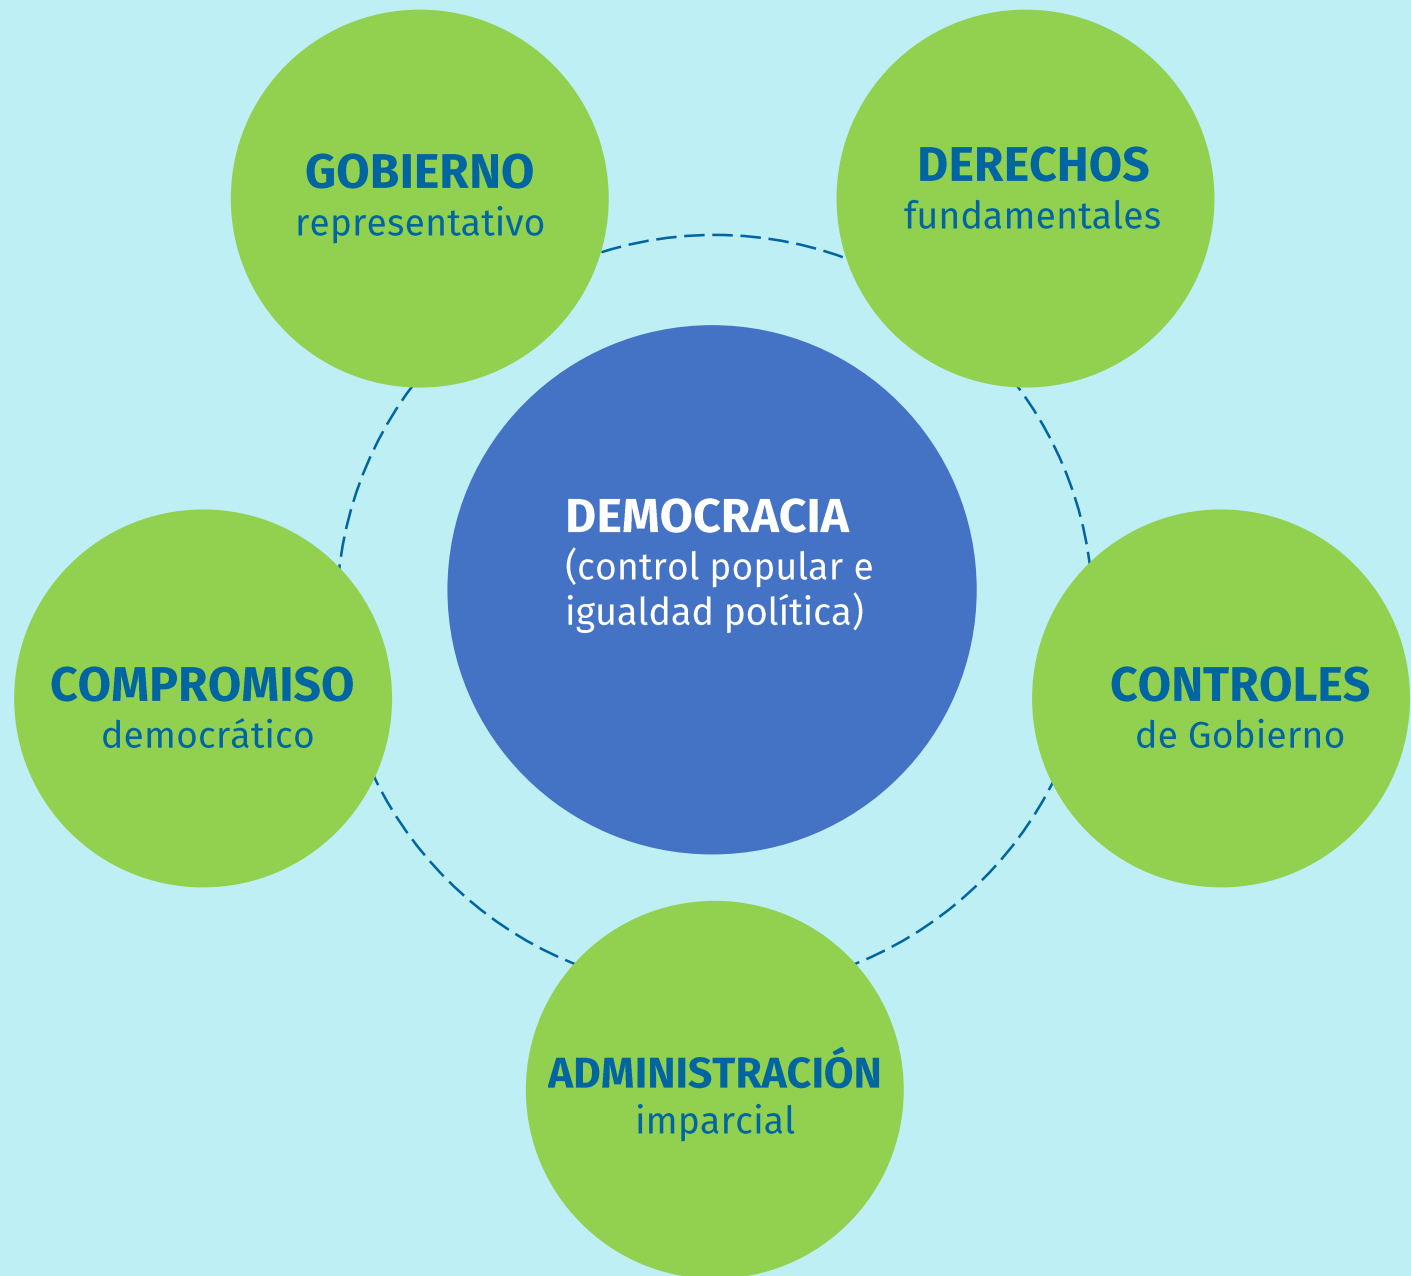 GOBIERNO
representativo
DERECHOS
fundamentales
DEMOCRACIA
(control popular e
igualdad política)
COMPROMISO
democrático
CONTROLES
de Gobierno
ADMINISTRACIÓN
imparcial